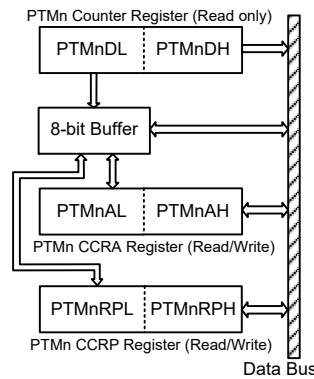 PTMn Counter Register (Read only)
PTMnDL PTMnDH
8-bit Buffer
PTMnAL PTMnAH
PTMn CCRA Register (Read/Write)
PTMnRPL PTMnRPH
PTMn CCRP Register (Read/Write)
Data Bus